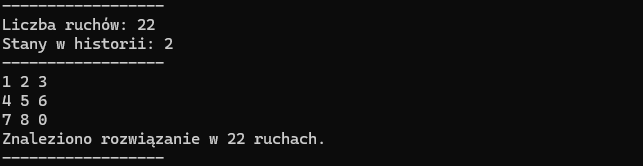 ------------------
Liczba ruchów: 22
Stany w historii: 2
------------------
1 2 3
4 5 6
7 8 0
Znaleziono rozwiązanie w 22 ruchach.
------------------